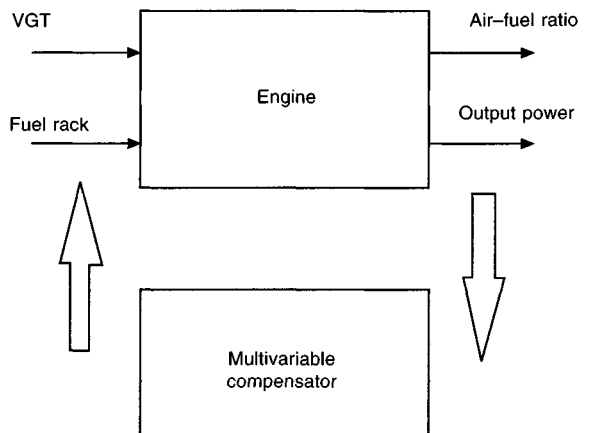 VGT
Air–fuel ratio
Engine
Fuel rack
Output power
Multivariable
compensator